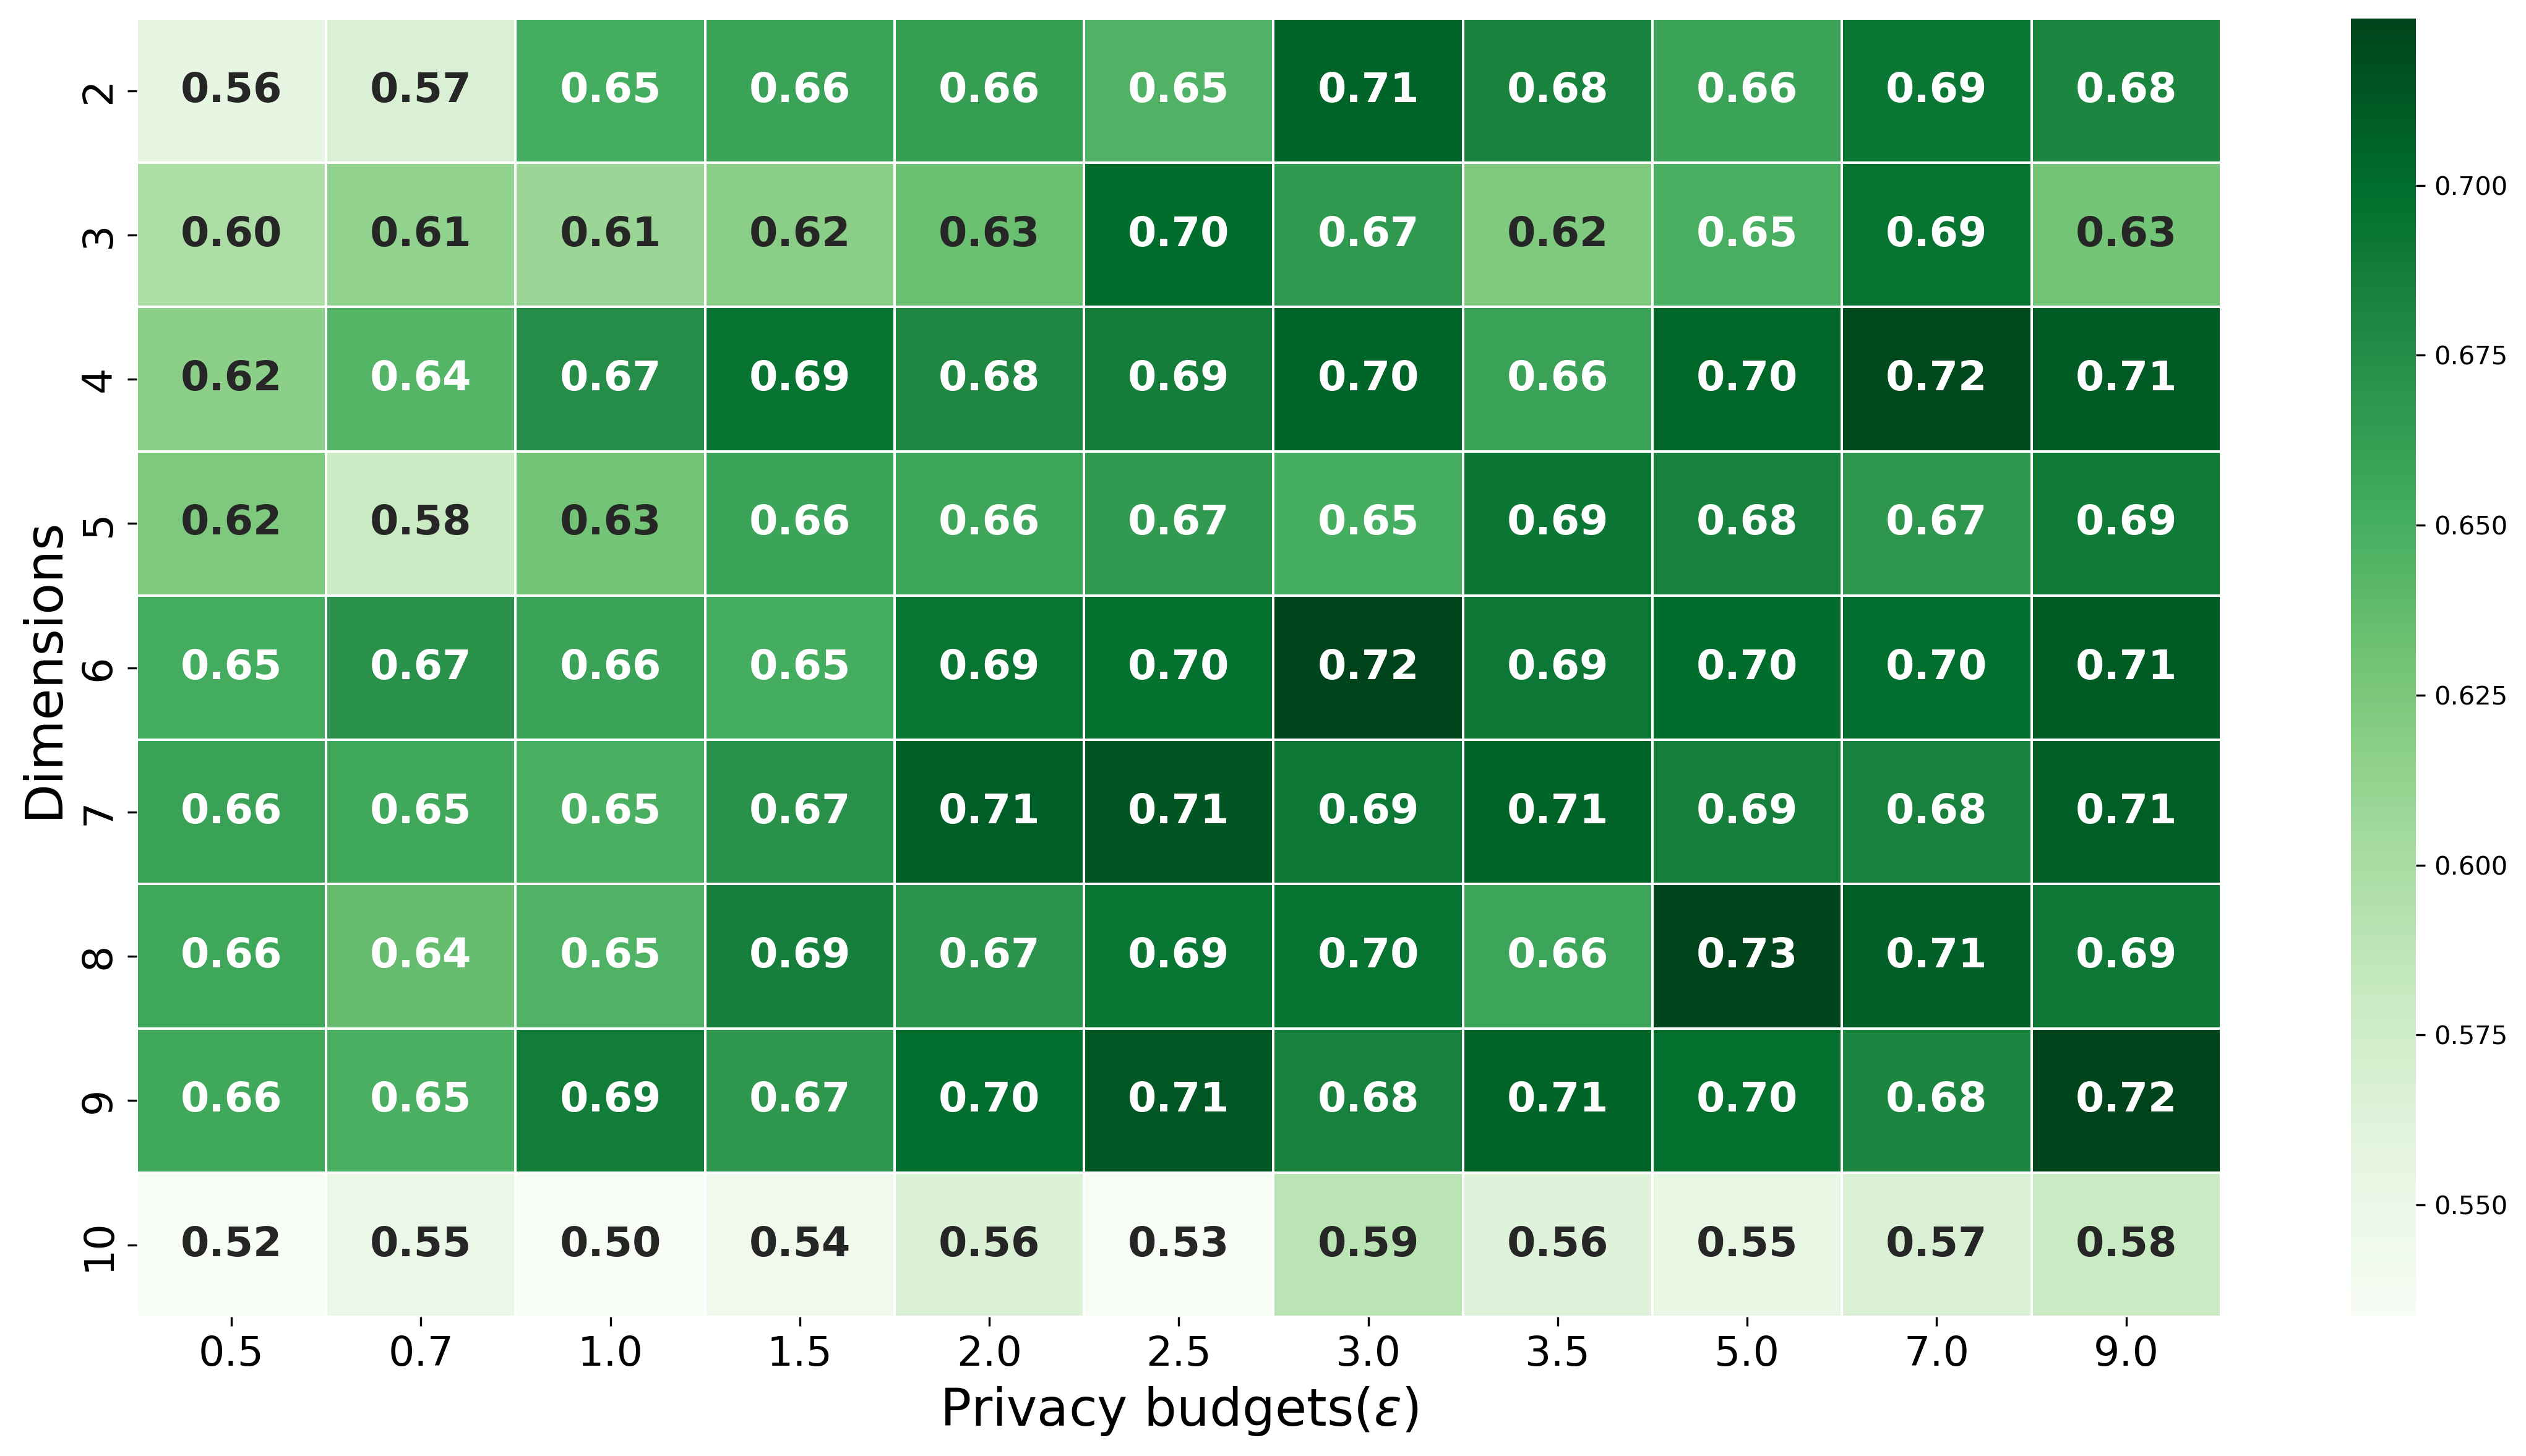 2 0.56 0.57 0.65 0.66 0.66 0.65 0.71 0.68 0.66 0.69 0.68
3 0.60 0.61 0.61 0.62 0.63 0.70 0.67 0.62 0.65 0.69 0.63
4 0.62 0.64 0.67 0.69 0.68 0.69 0.70 0.66 0.70 0.72 0.71
5 0.62 0.58 0.63 0.66 0.66 0.67 0.65 0.69 0.68 0.67 0.69
6 0.65 0.67 0.66 0.65 0.69 0.70 0.72 0.69 0.70 0.70 0.71
7 0.66 0.65 0.65 0.67 0.71 0.71 0.69 0.71 0.69 0.68 0.71
8 0.66 0.64 0.65 0.69 0.67 0.69 0.70 0.66 0.73 0.71 0.69
9 0.66 0.65 0.69 0.67 0.70 0.71 0.68 0.71 0.70 0.68 0.72
10 0.52 0.55 0.50 0.54 0.56 0.53 0.59 0.56 0.55 0.57 0.58
0.5 0.7 1.0 1.5 2.0 2.5 3.0 3.5 5.0 7.0 9.0
Privacy budgets(ε)
Dimensions
0.700
0.675
0.650
0.625
0.600
0.575
0.550